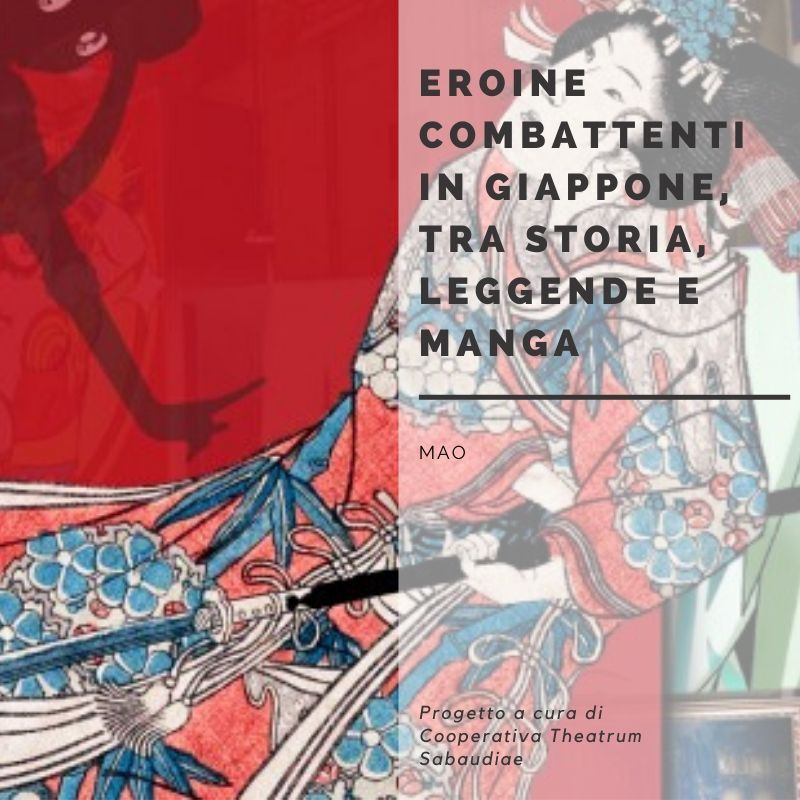 EROINE
COMBATTENTI
IN GIAPPONE,
TRA STORIA,
LEGGENDE E
MANGA
MAO
Progetto a cura di
Cooperativa Theatrum
Sabaudiae